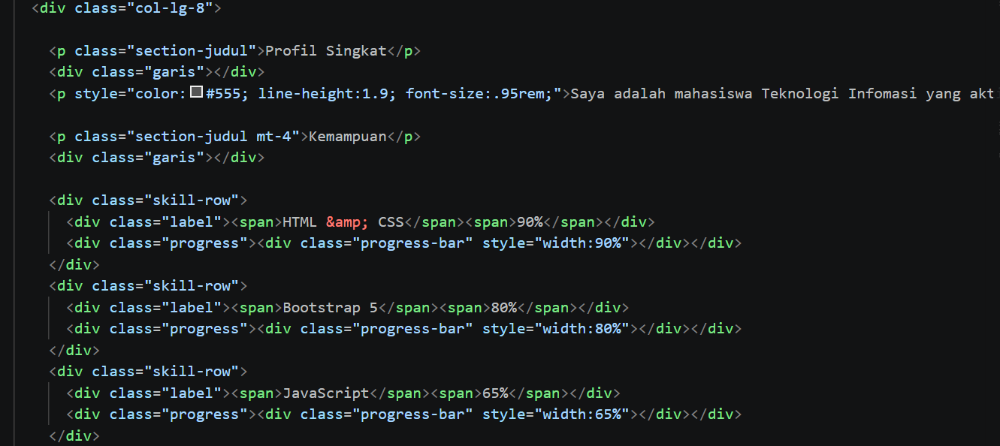 <div class="col-lg-8">
<p class="section-judul">Profil Singkat</p>
<div class="garis"></div>
<p style="color:#555; line-height:1.9; font-size:.95rem;">Saya adalah mahasiswa Teknologi Infomasi yang akt
<p class="section-judul mt-4">Kemampuan</p>
<div class="garis"></div>
<div class="skill-row">
<div class="label"><span>HTML &amp; CSS</span><span>90%</span></div>
<div class="progress"><div class="progress-bar" style="width:90%"></div></div>
</div>
<div class="skill-row">
<div class="label"><span>Bootstrap 5</span><span>80%</span></div>
<div class="progress"><div class="progress-bar" style="width:80%"></div></div>
</div>
<div class="skill-row">
<div class="label"><span>JavaScript</span><span>65%</span></div>
<div class="progress"><div class="progress-bar" style="width:65%"></div></div>
</div>